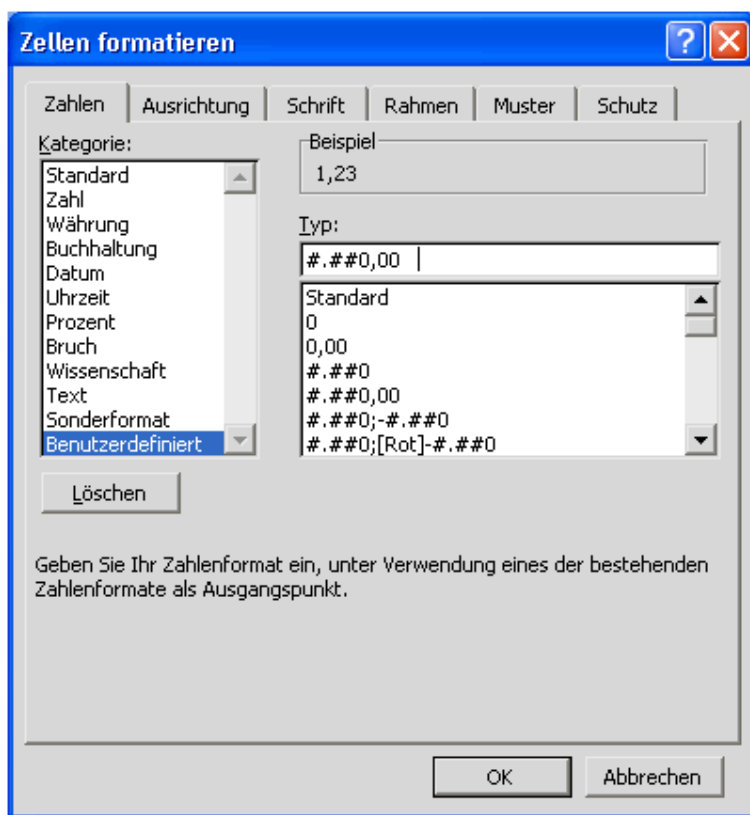 Zellen formatieren
Zahlen Ausrichtung Schrift Rahmen Muster Schutz
Kategorie:
Standard
Zahl
Währung
Buchhaltung
Datum
Uhrzeit
Prozent
Bruch
Wissenschaft
Text
Sonderformat
Benutzerdefiniert
Beispiel
1,23
Typ:
#.##0,00
Standard
0
0,00
#.##0
#.##0,00
#.##0;-#.##0
#.##0;[Rot]-#.##0
Löschen
Geben Sie Ihr Zahlenformat ein, unter Verwendung eines der bestehenden
Zahlenformate als Ausgangspunkt.
OK Abbrechen